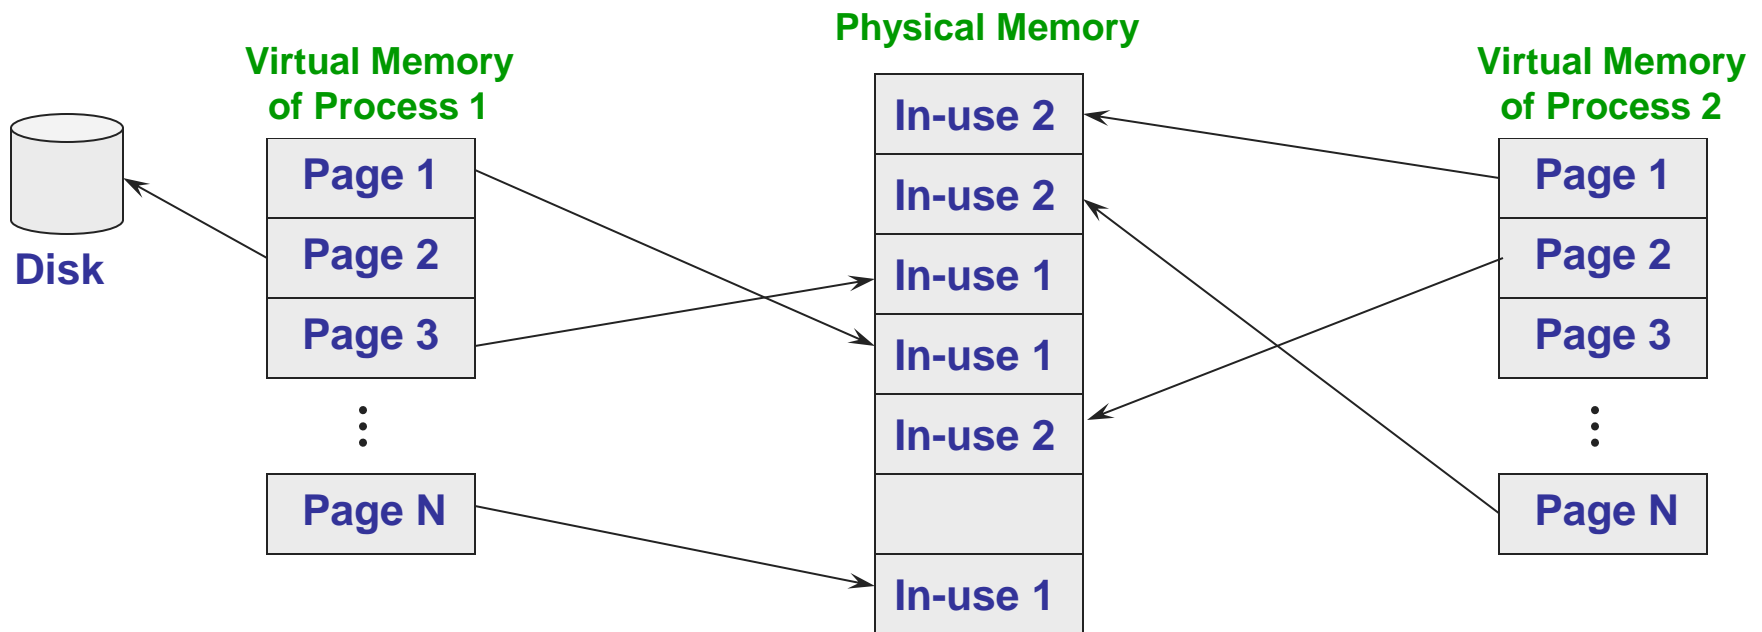 Physical Memory
Virtual Memory
of Process 1
Virtual Memory
of Process 2
Disk
Page 1
Page 2
Page 3
Page N
In-use 2
In-use 2
In-use 1
In-use 1
In-use 2
In-use 1
Page 1
Page 2
Page 3
Page N